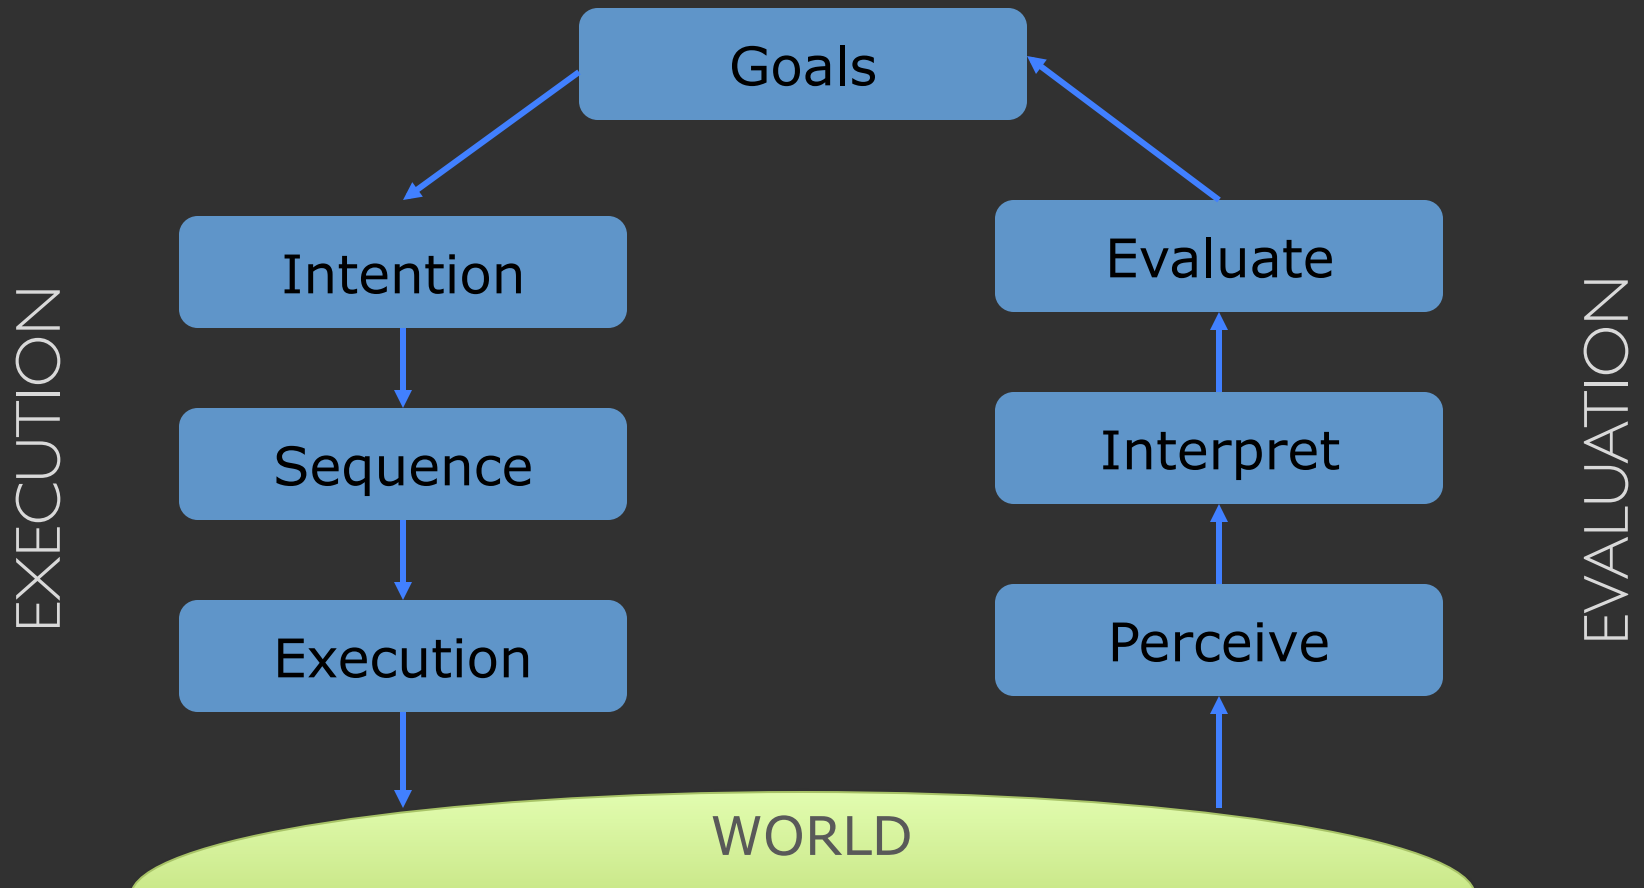 Goals
EXECUTION
Intention
Sequence
Execution
Evaluate
Interpret
Perceive
EVALUATION
WORLD